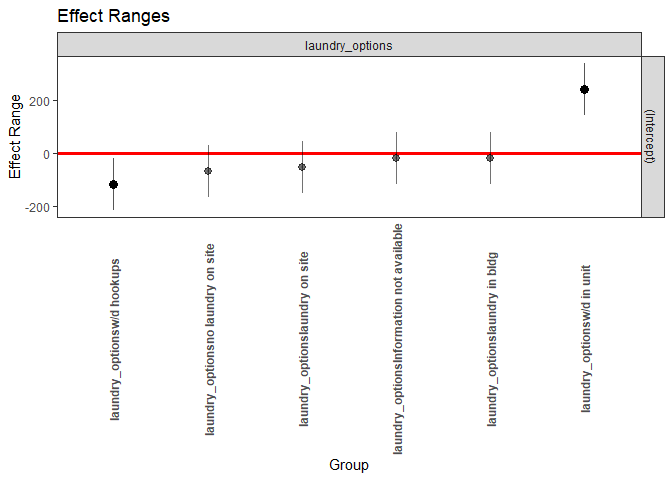 Effect Ranges
laundry_options
Effect Range
200
0
-200
(Intercept)
laundry_optionsw/d hookups
laundry_optionsno laundry on site
laundry_optionslaundry on site
laundry_optionsInformation not available
laundry_optionslaundry in bldg
laundry_optionsw/d in unit
Group